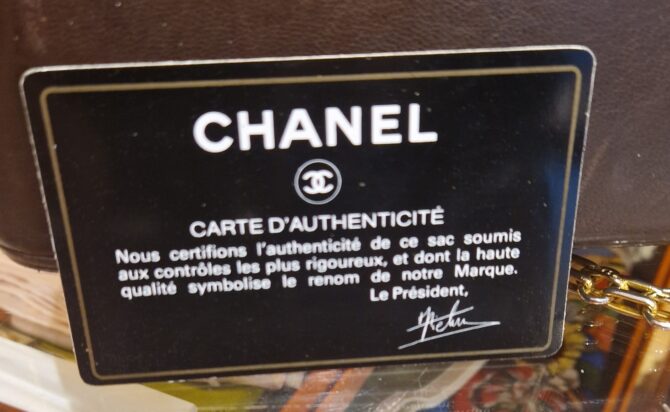 CHANEL
CARTE D'AUTHENTICITÉ
Nous certifions l'authenticité de ce sac soumis
aux contrôles les plus rigoureux, et dont la haute
qualité symbolise le renom de notre Marque.
Le Président,